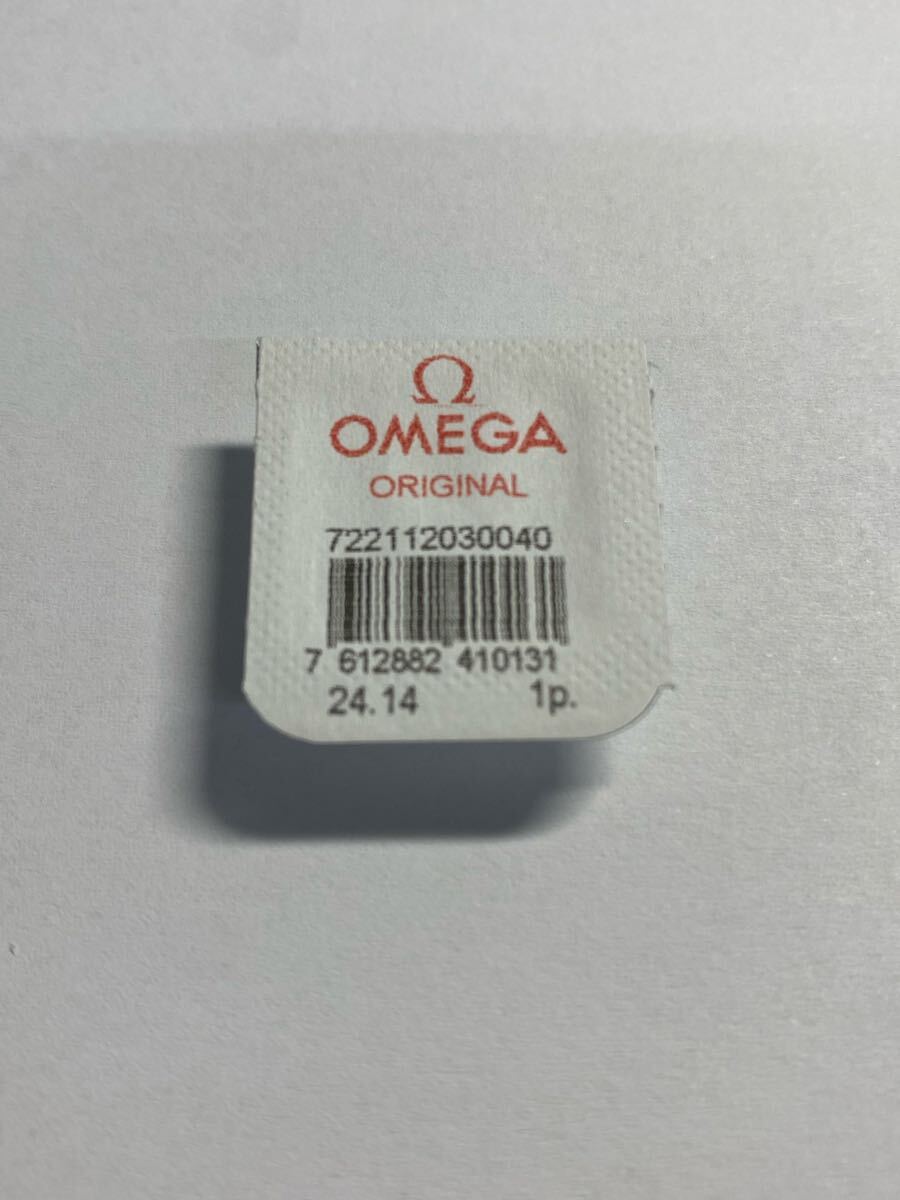 Ω
OMEGA
ORIGINAL
722112030040
7 612882 410131
24.14 1p.